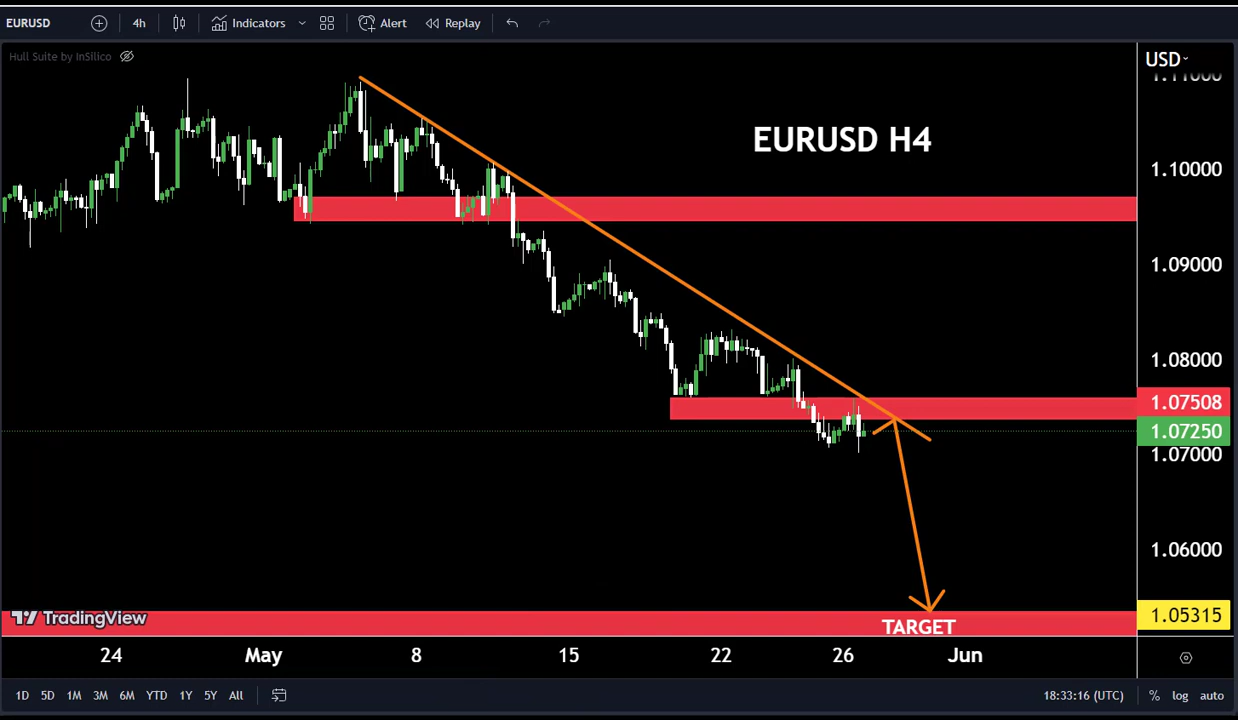 EURUSD 4h Indicators Alert Replay
Hull Suite by InSilico
USD
1.11000
EURUSD H4
1.10000
1.09000
1.08000
1.07508
1.07250
1.07000
1.06000
1.05315
TradingView
TARGET
24 May 8 15 22 26 Jun
1D 5D 1M 3M 6M YTD 1Y 5Y All 18:33:16 (UTC) % log auto